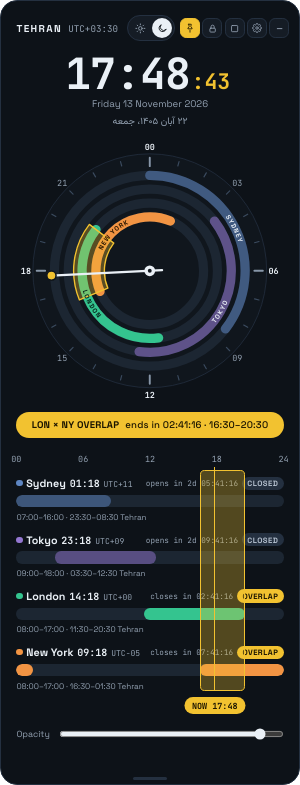 TEHRAN UTC+03:30
17:48:43
Friday 13 November 2026
۲۲ آبان ۱۴۰۵، جمعه
00
21 03
NEW YORK SYDNEY
18 06
LONDON TOKYO
15 09
12
LON × NY OVERLAP ends in 02:41:16 · 16:30–20:30
00 06 12 18 24
Sydney 01:18 UTC+11 opens in 2d 05:41:16 CLOSED
07:00–16:00 · 23:30–08:30 Tehran
Tokyo 23:18 UTC+09 opens in 2d 09:41:16 CLOSED
09:00–18:00 · 03:30–12:30 Tehran
London 14:18 UTC+00 closes in 02:41:16 OVERLAP
08:00–17:00 · 11:30–20:30 Tehran
New York 09:18 UTC-05 closes in 07:41:16 OVERLAP
08:00–17:00 · 16:30–01:30 Tehran
NOW 17:48
Opacity